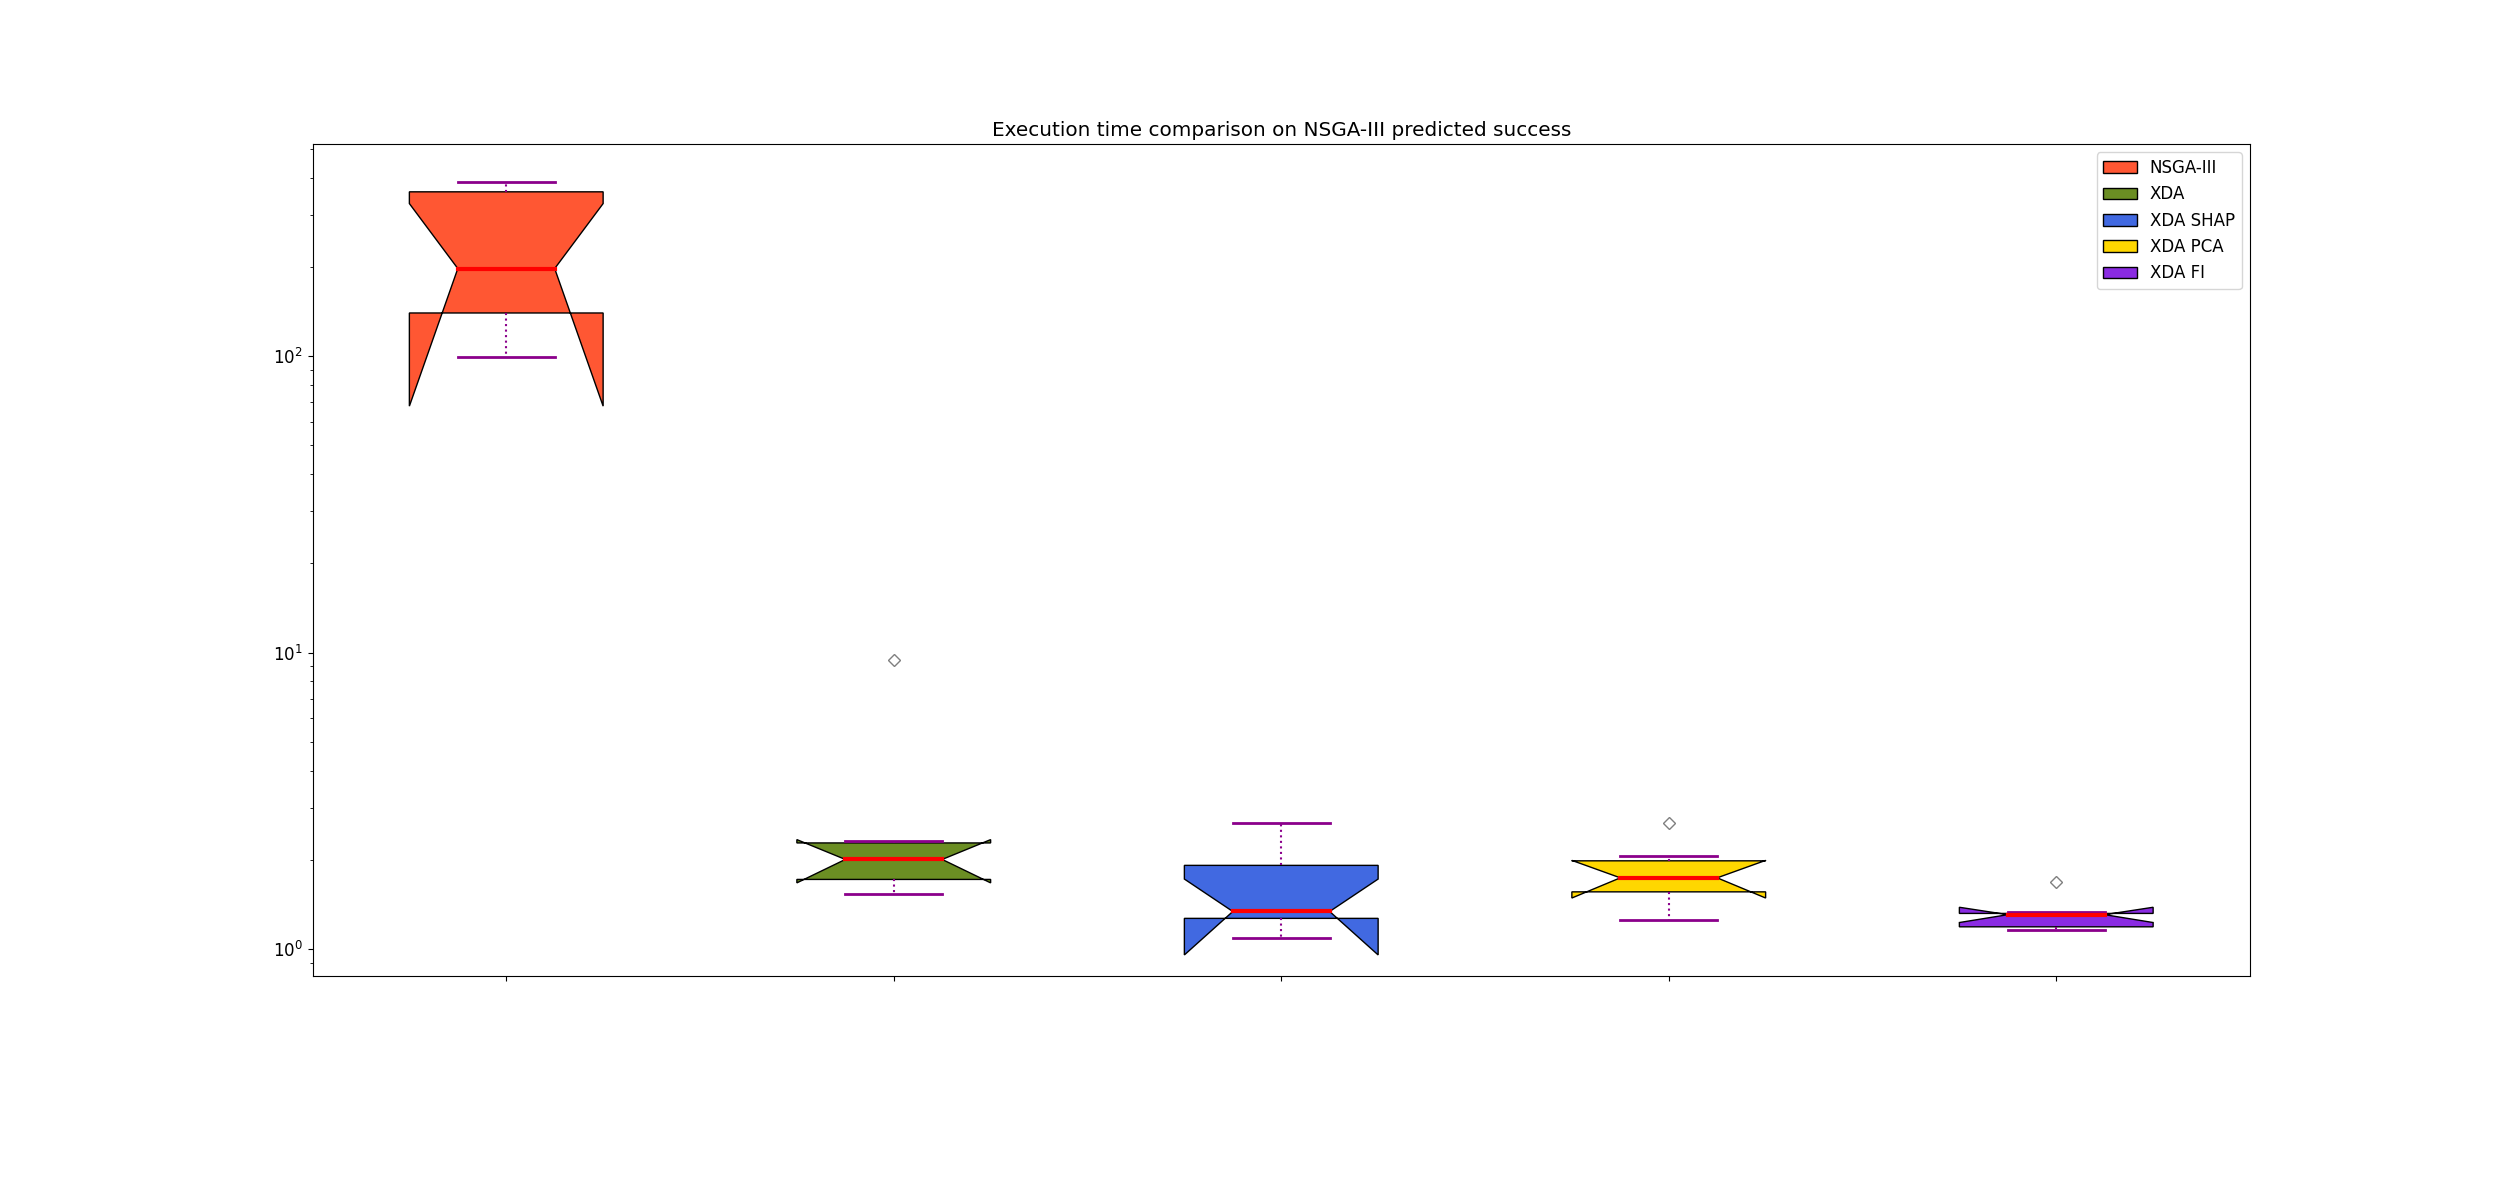 Execution time comparison on NSGA-III predicted success
NSGA-III
XDA
XDA SHAP
XDA PCA
XDA FI
10²
10¹
10⁰